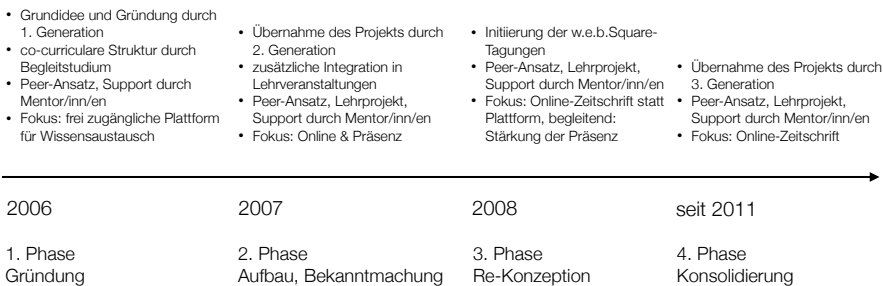 • Grundidee und Gründung durch
1. Generation
• co-curriculare Struktur durch
Begleitstudium
• Peer-Ansatz, Support durch
Mentor/inn/en
• Fokus: frei zugängliche Plattform
für Wissensaustausch
• Übernahme des Projekts durch
2. Generation
• zusätzliche Integration in
Lehrveranstaltungen
• Peer-Ansatz, Lehrprojekt,
Support durch Mentor/inn/en
• Fokus: Online & Präsenz
• Initiierung der w.e.b.Square-
Tagungen
• Peer-Ansatz, Lehrprojekt,
Support durch Mentor/inn/en
• Fokus: Online-Zeitschrift statt
Plattform, begleitend:
Stärkung der Präsenz
• Übernahme des Projekts durch
3. Generation
• Peer-Ansatz, Lehrprojekt,
Support durch Mentor/inn/en
• Fokus: Online-Zeitschrift
2006
1. Phase
Gründung
2007
2. Phase
Aufbau, Bekanntmachung
2008
3. Phase
Re-Konzeption
seit 2011
4. Phase
Konsolidierung